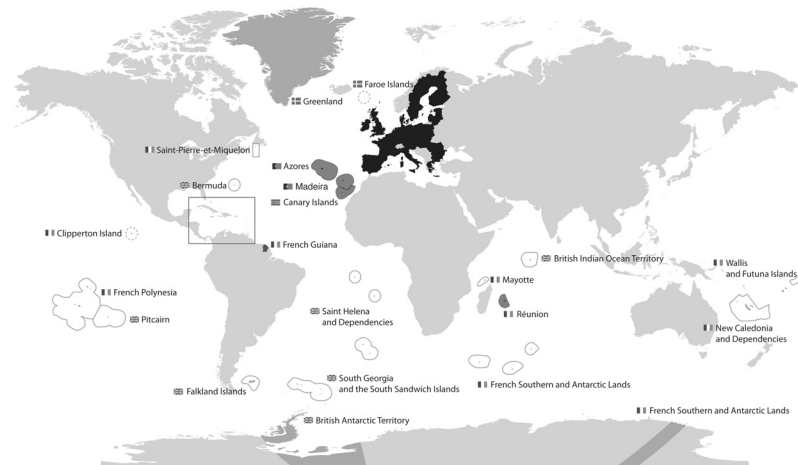 Faroe Islands
Greenland
Saint-Pierre-et-Miquelon
Azores
Bermuda
Madeira
Canary Islands
Clipperton Island
French Guiana
British Indian Ocean Territory
Wallis
and Futuna Islands
Mayotte
French Polynesia
Pitcairn
Saint Helena
and Dependencies
Réunion
New Caledonia
and Dependencies
South Georgia
and the South Sandwich Islands
French Southern and Antarctic Lands
Falkland Islands
French Southern and Antarctic Lands
British Antarctic Territory